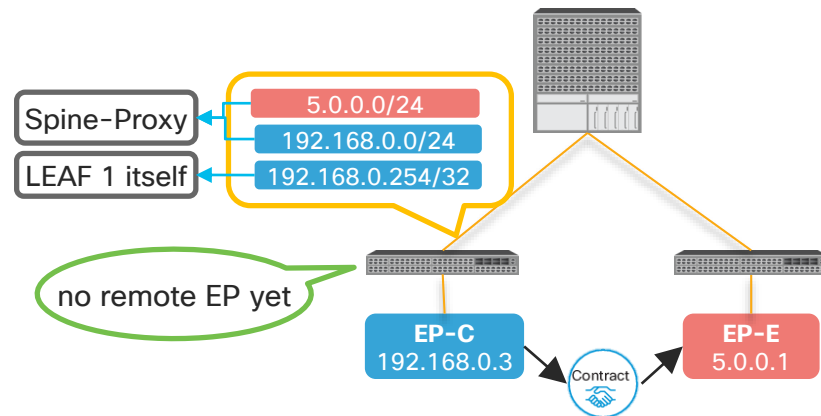 5.0.0.0/24
Spine-Proxy
192.168.0.0/24
LEAF 1 itself
192.168.0.254/32
no remote EP yet
EP-C
192.168.0.3
Contract
EP-E
5.0.0.1